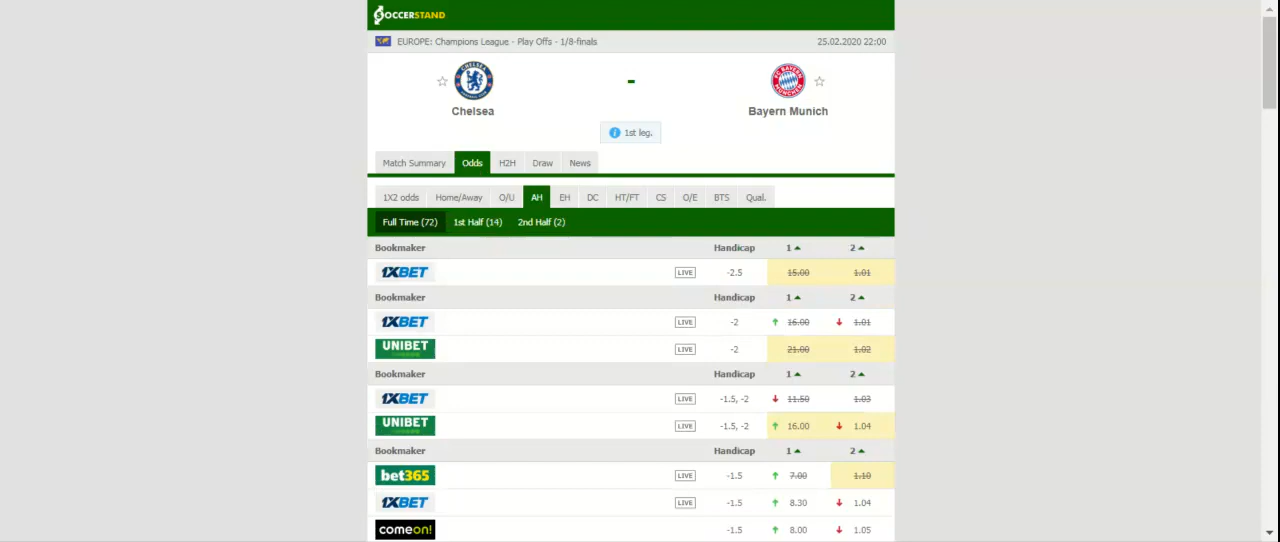 SOCCERSTAND
EUROPE: Champions League - Play Offs - 1/8-finals 25.02.2020 22:00
CHELSEA FC BAYERN MÜNCHEN
-
Chelsea Bayern Munich
i 1st leg.
Match Summary Odds H2H Draw News
1X2 odds Home/Away O/U AH EH DC HT/FT CS O/E BTS Qual.
Full Time (72) 1st Half (14) 2nd Half (2)
Bookmaker Handicap 1 2
1XBET LIVE -2.5 15.00 1.01
Bookmaker Handicap 1 2
1XBET LIVE -2 16.00 1.01
UNIBET LIVE -2 21.00 1.02
Bookmaker Handicap 1 2
1XBET LIVE -1.5, -2 11.50 1.03
UNIBET LIVE -1.5, -2 16.00 1.04
Bookmaker Handicap 1 2
bet365 LIVE -1.5 7.00 1.10
1XBET LIVE -1.5 8.30 1.04
comeon! -1.5 8.00 1.05